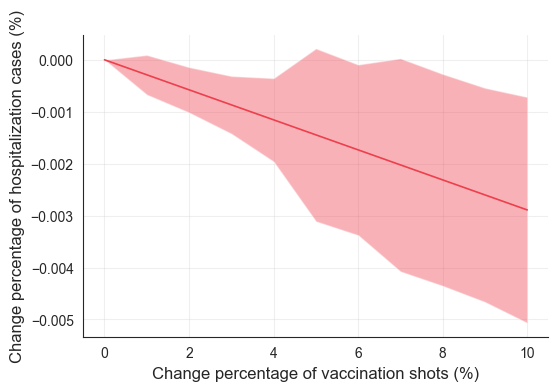 Change percentage of hospitalization cases (%)
0.000
−0.001
−0.002
−0.003
−0.004
−0.005
0 2 4 6 8 10
Change percentage of vaccination shots (%)